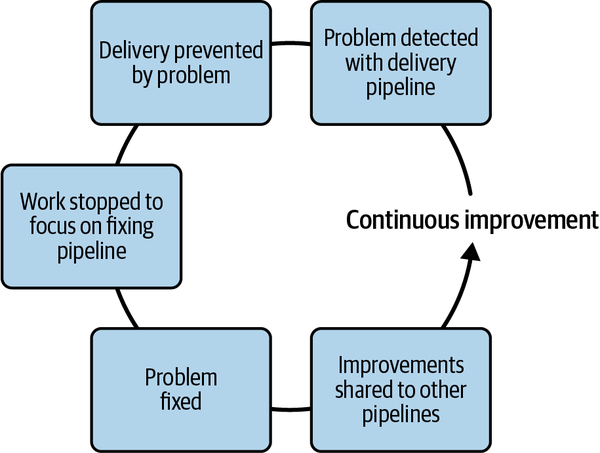 Delivery prevented
by problem
Problem detected
with delivery
pipeline
Work stopped to
focus on fixing
pipeline
Continuous improvement
Problem
fixed
Improvements
shared to other
pipelines